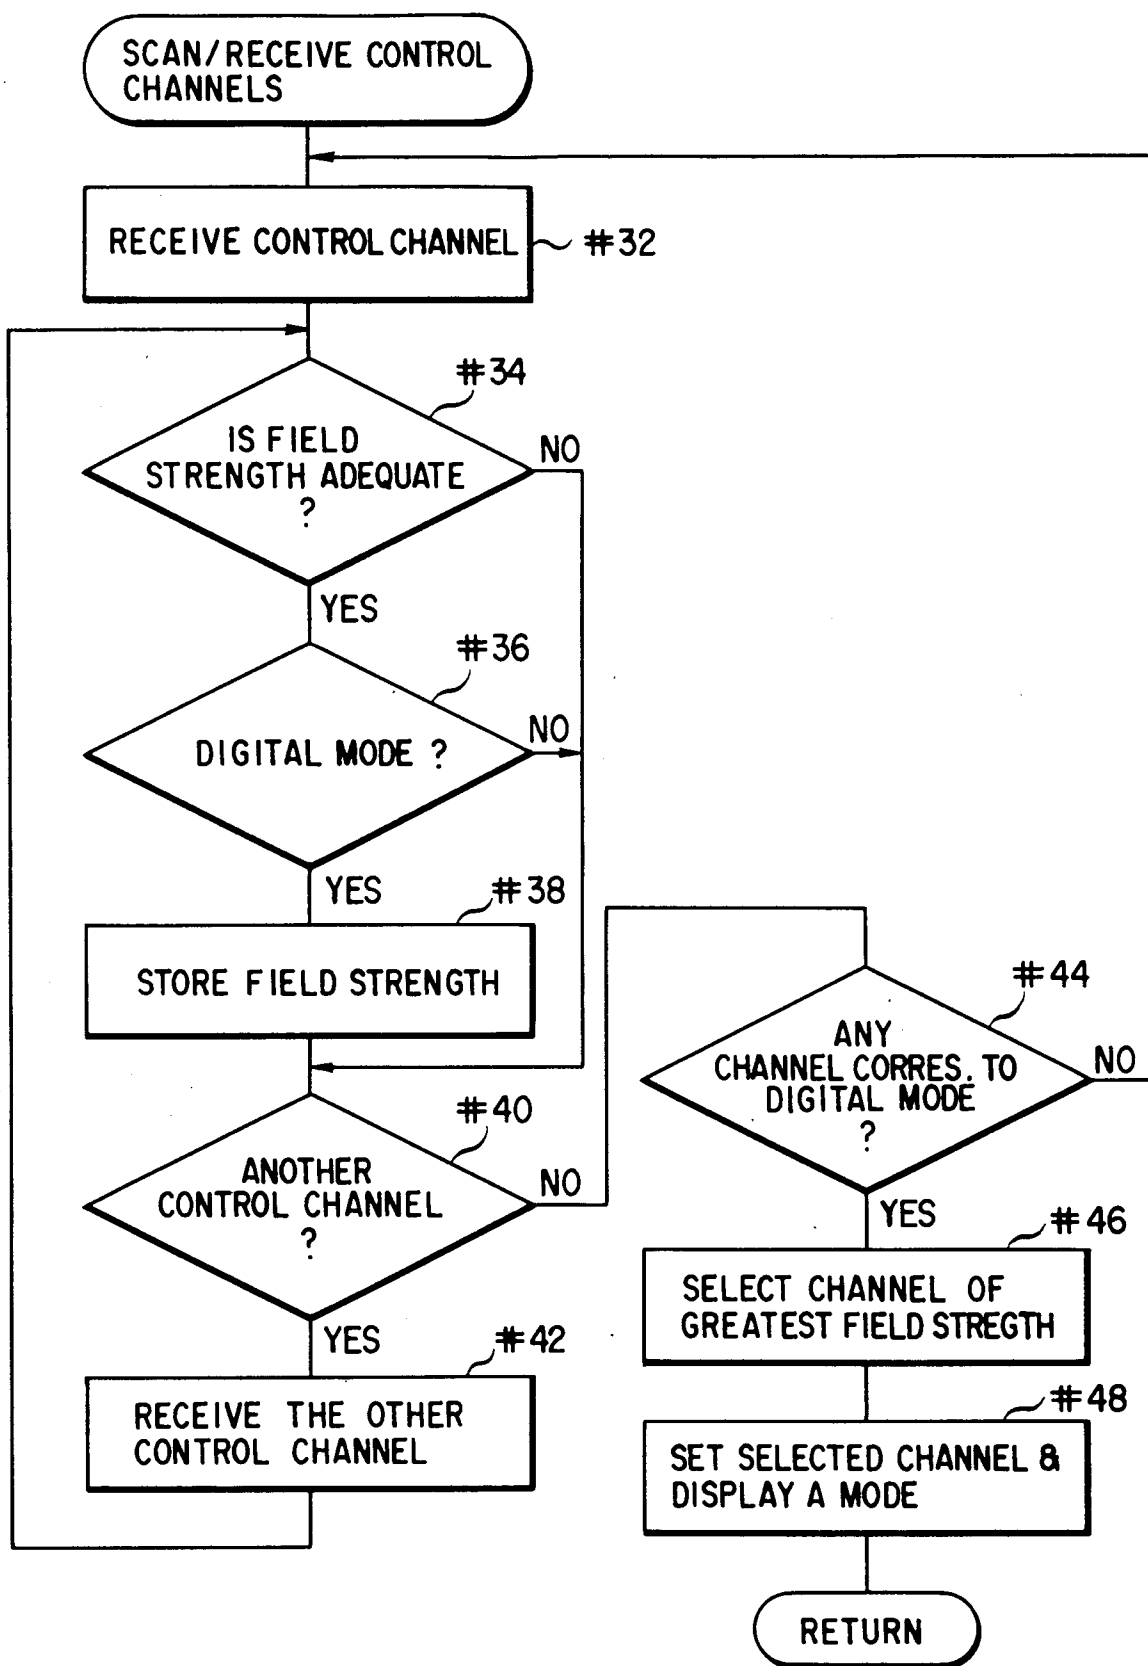 SCAN/RECEIVE CONTROL
CHANNELS
RECEIVE CONTROL CHANNEL
#32
#34
IS FIELD
STRENGTH ADEQUATE
?
NO
YES
#36
DIGITAL MODE ?
NO
YES
#38
STORE FIELD STRENGTH
#40
ANOTHER
CONTROL CHANNEL
?
NO
YES
#42
RECEIVE THE OTHER
CONTROL CHANNEL
#44
ANY
CHANNEL CORRES. TO
DIGITAL MODE
?
NO
YES
#46
SELECT CHANNEL OF
GREATEST FIELD STREGTH
#48
SET SELECTED CHANNEL &
DISPLAY A MODE
RETURN